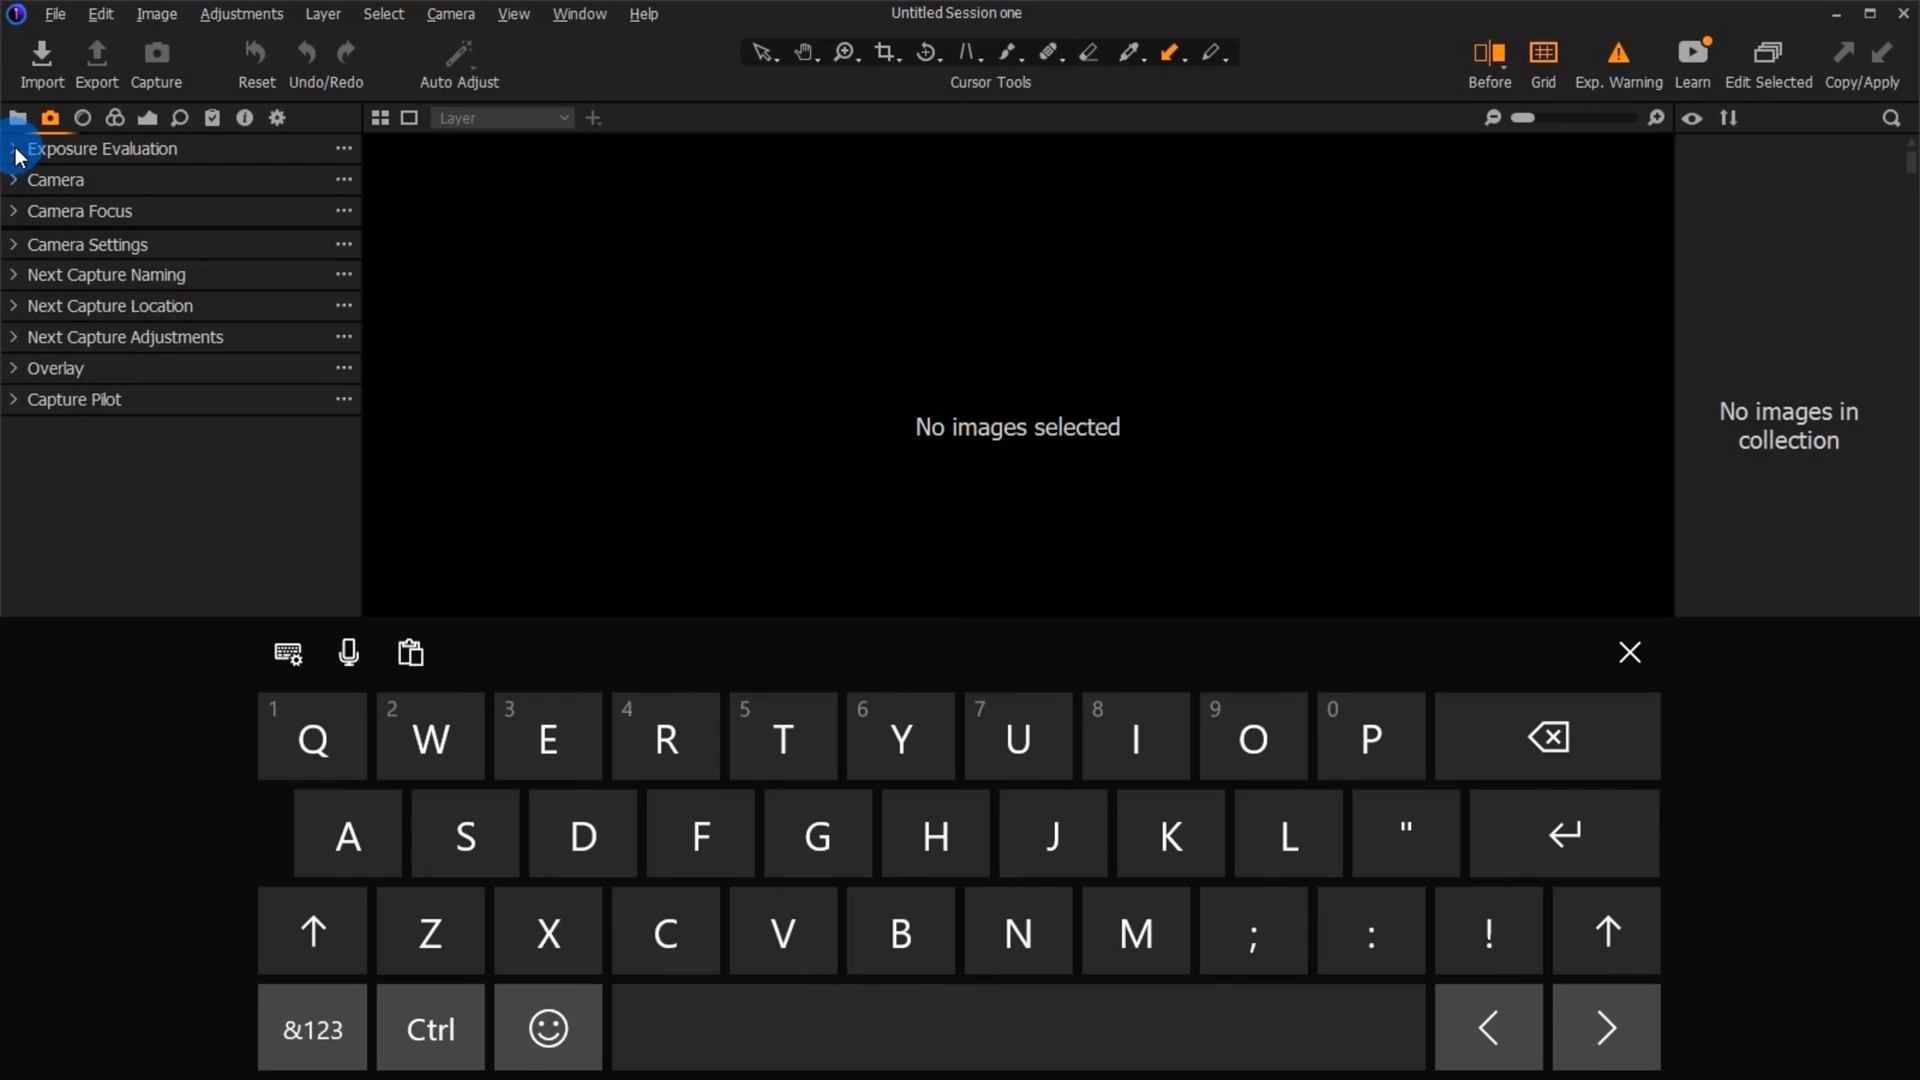 File Edit Image Adjustments Layer Select Camera View Window Help
Untitled Session one
Import Export Capture Reset Undo/Redo Auto Adjust
Cursor Tools
Before Grid Exp. Warning Learn Edit Selected Copy/Apply
Layer
Exposure Evaluation ...
Camera ...
Camera Focus ...
Camera Settings ...
Next Capture Naming ...
Next Capture Location ...
Next Capture Adjustments ...
Overlay ...
Capture Pilot ...
No images selected
No images in
collection
1 Q 2 W 3 E 4 R 5 T 6 Y 7 U 8 I 9 O 0 P
A S D F G H J K L "
Z X C V B N M ; : !
&123 Ctrl